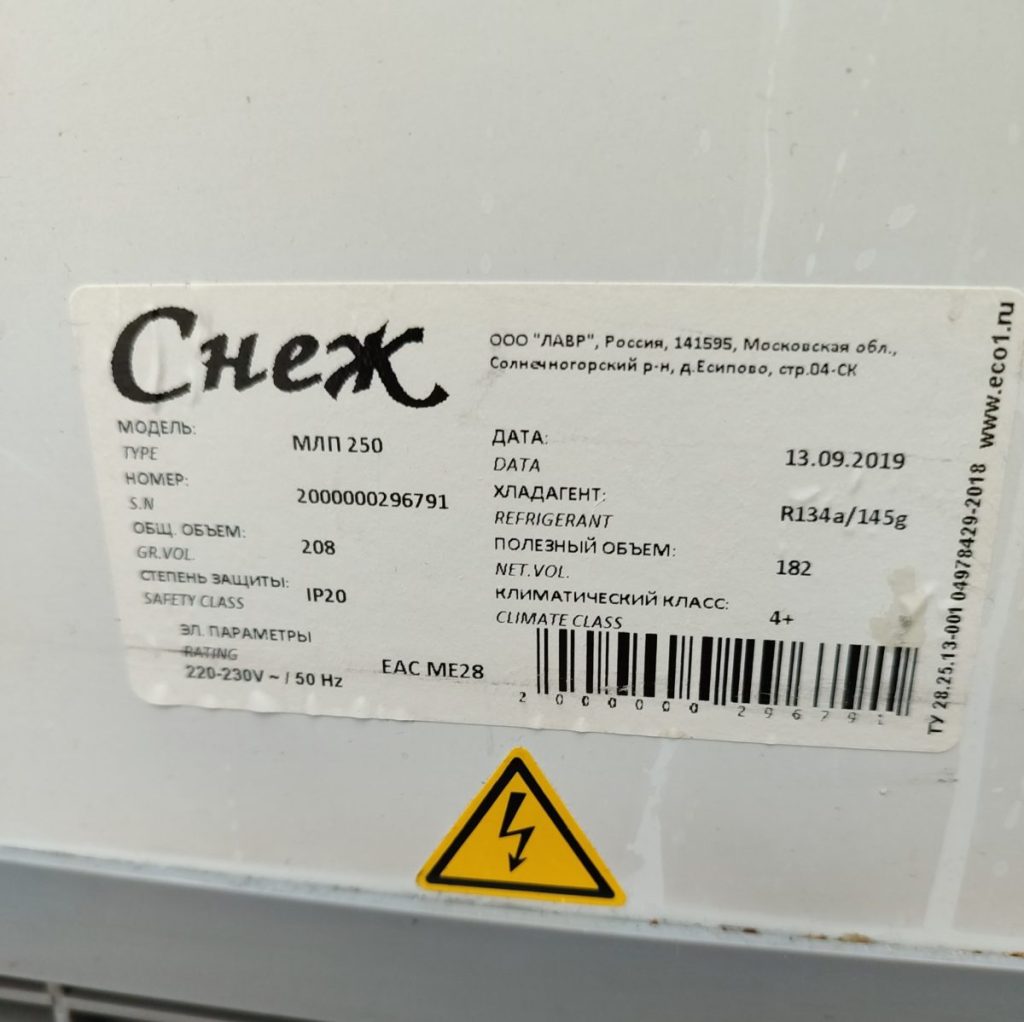 Снеж
ООО "ЛАВР", Россия, 141595, Московская обл.,
Солнечногорский р-н, д.Есипово, стр.04-СК
МОДЕЛЬ:
TYPE
МЛП 250
НОМЕР:
S.N
2000000296791
ОБЩ. ОБЪЕМ:
GR.VOL.
208
СТЕПЕНЬ ЗАЩИТЫ:
SAFETY CLASS
IP20
ЭЛ. ПАРАМЕТРЫ
RATING
220-230V ~ / 50 Hz
EAC ME28
ДАТА:
DATA
13.09.2019
ХЛАДАГЕНТ:
REFRIGERANT
R134a/145g
ПОЛЕЗНЫЙ ОБЪЕМ:
NET.VOL.
182
КЛИМАТИЧЕСКИЙ КЛАСС:
CLIMATE CLASS
4+
2 000000 296791
ТУ 28.25.13-001 04978429-2018 www.eco1.ru